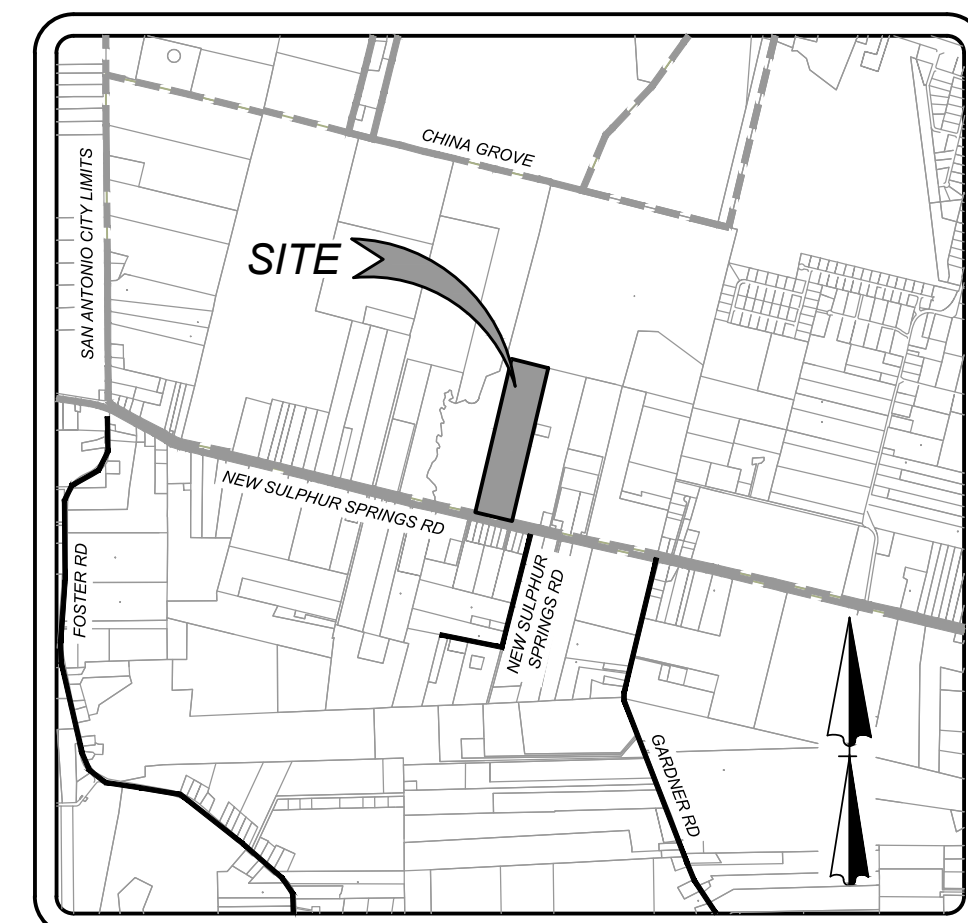 CHINA GROVE
SAN ANTONIO CITY LIMITS
SITE
NEW SULPHUR SPRINGS RD
FOSTER RD
NEW SULPHUR
SPRINGS RD
GARDNER RD